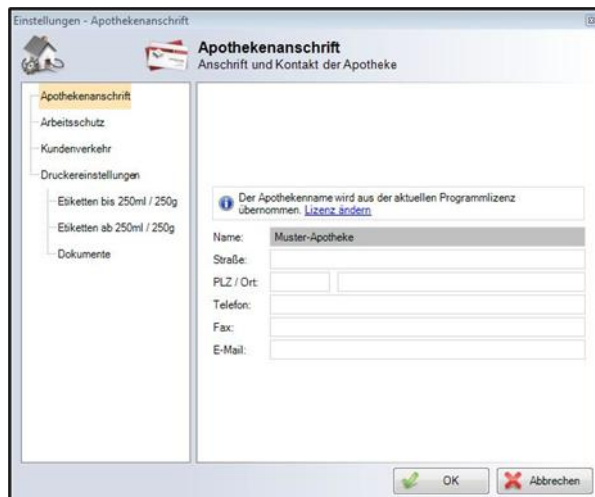 Einstellungen - Apothekenanschrift
Apothekenanschrift
Anschrift und Kontakt der Apotheke
Apothekenanschrift
Arbeitsschutz
Kundenverkehr
Druckereinstellungen
Etiketten bis 250ml / 250g
Etiketten ab 250ml / 250g
Dokumente
Der Apothekenname wird aus der aktuellen Programmlizenz
übernommen. Lizenz ändern
Name: Muster-Apotheke
Straße:
PLZ / Ort:
Telefon:
Fax:
E-Mail:
OK
Abbrechen